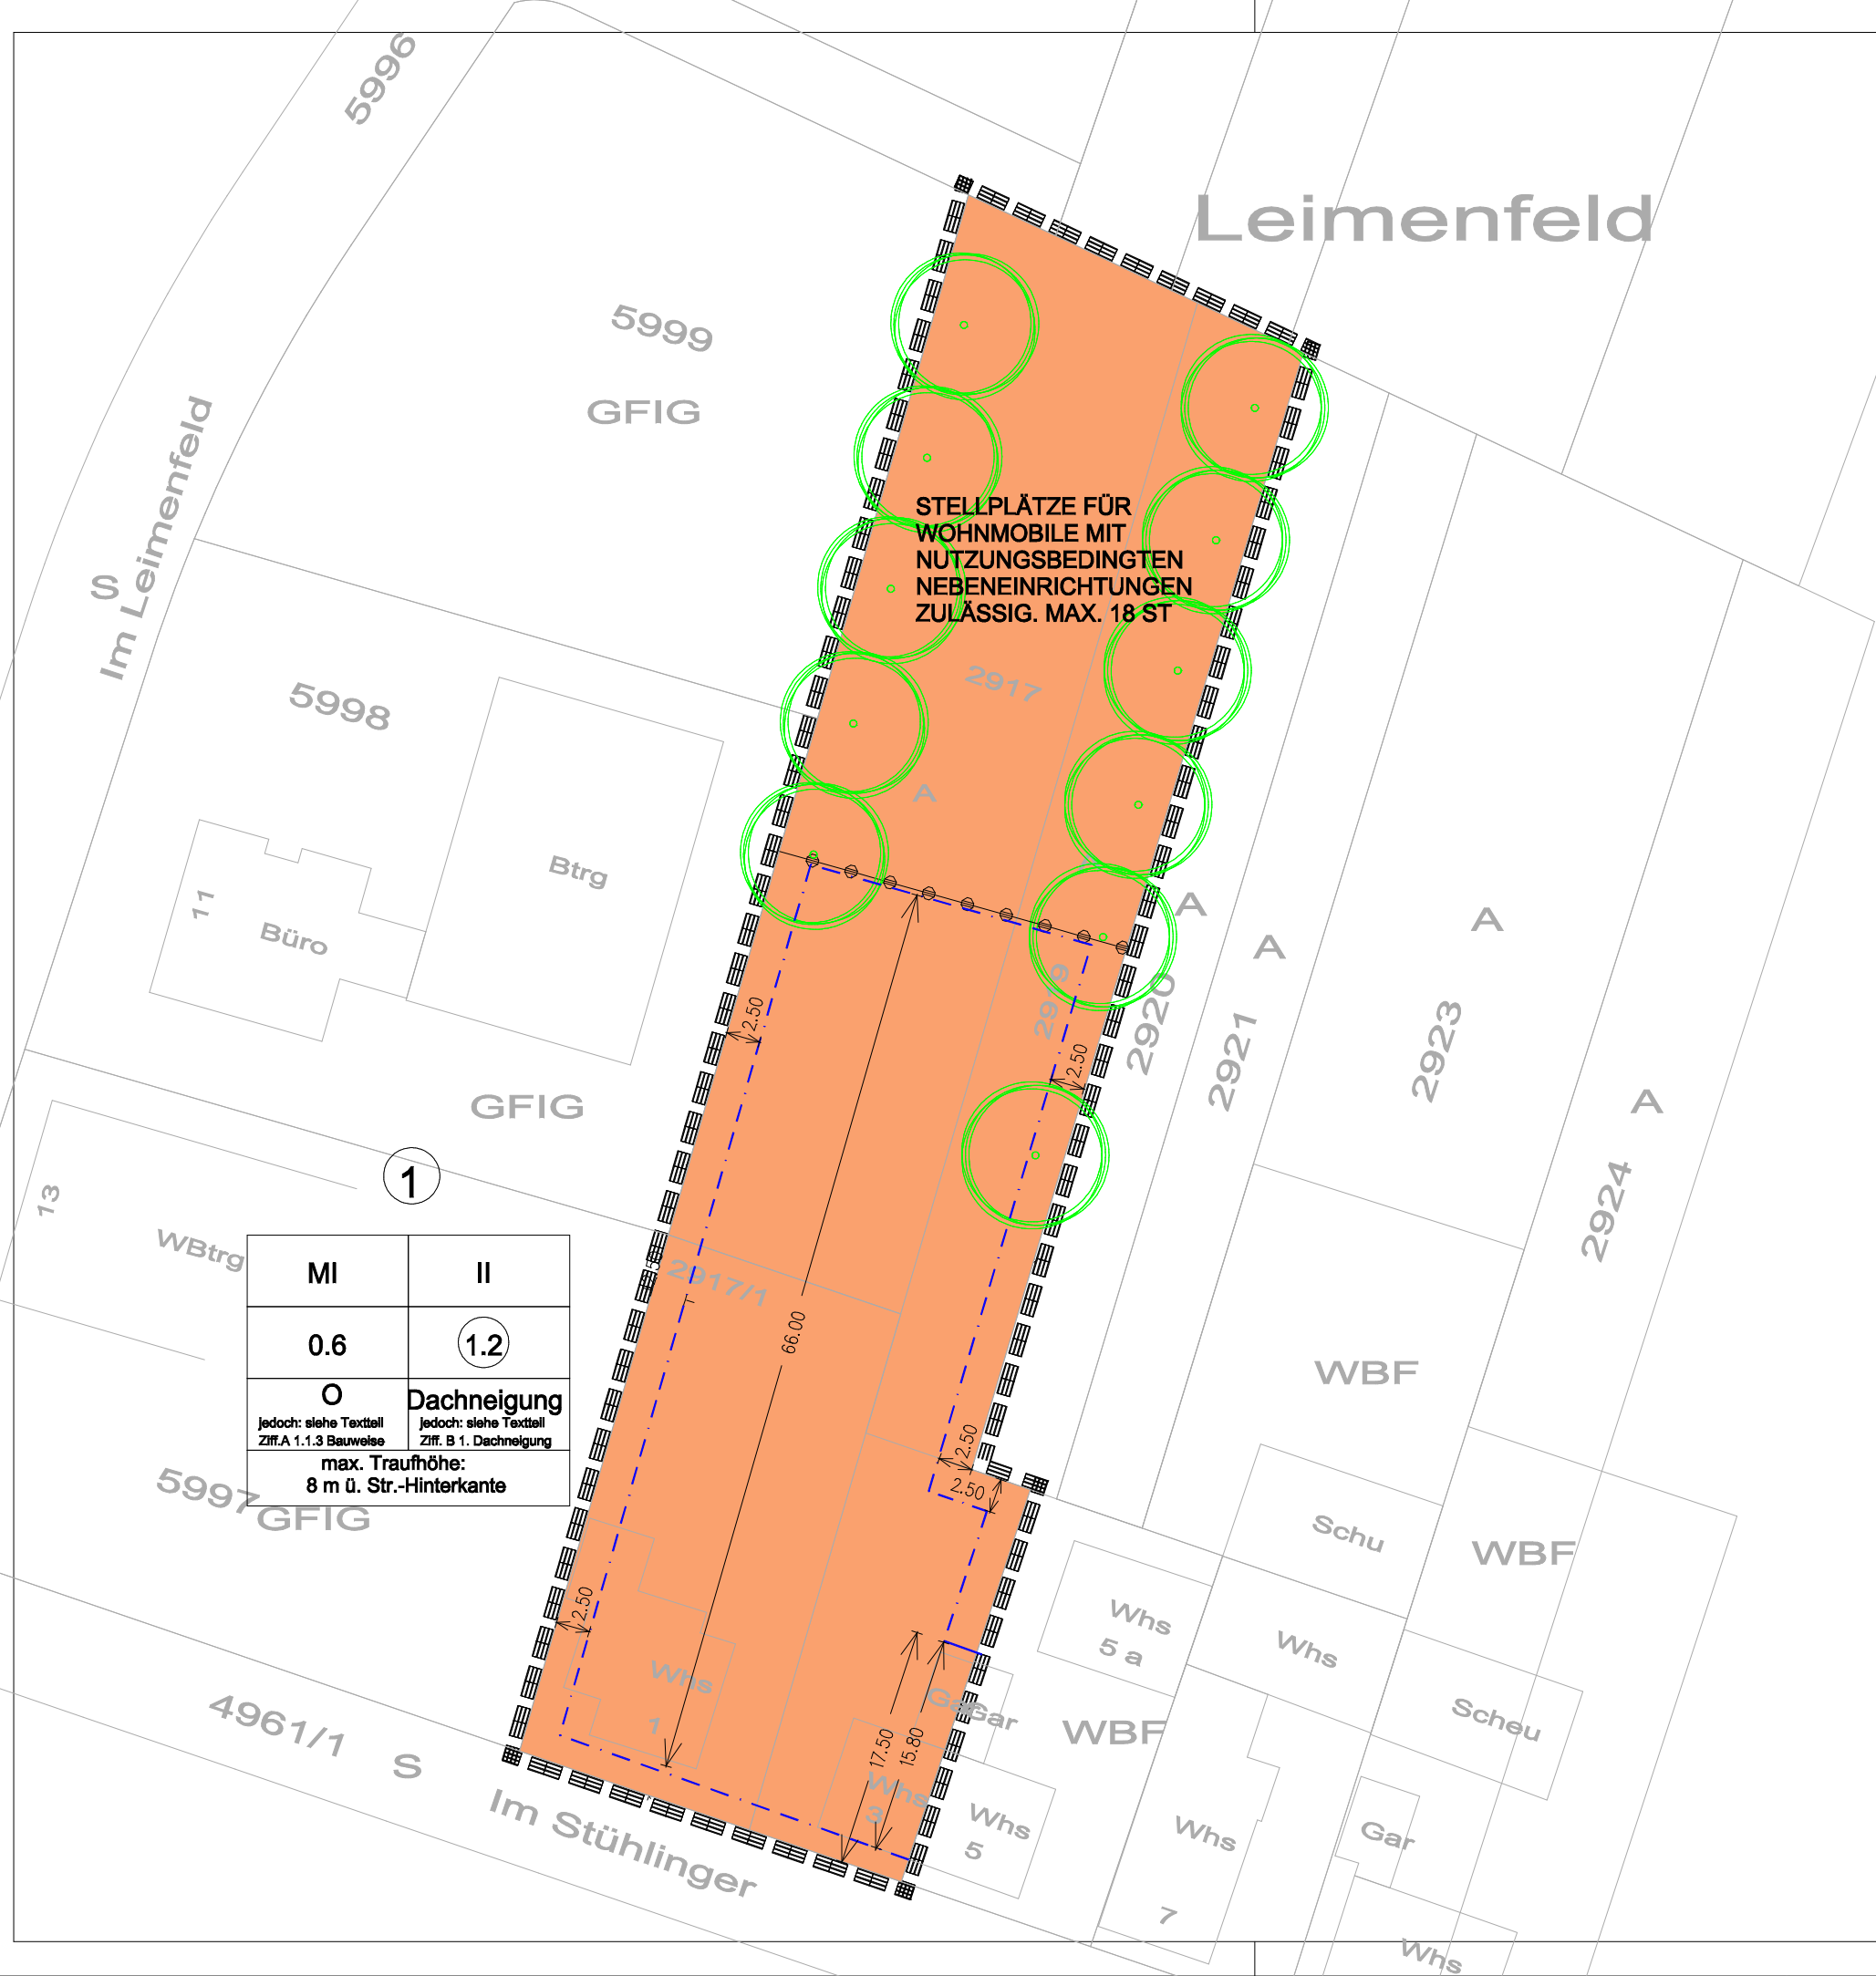 5996
Leimenfeld
5999
GFIG
Im Leimenfeld
S
STELLPLÄTZE FÜR
WOHNMOBILE MIT
NUTZUNGSBEDINGTEN
NEBENEINRICHTUNGEN
ZULÄSSIG. MAX. 18 ST
2917
5998
A
Btrg
11
Büro
A
A
A
2919
2920
2921
2923
2.50
2.50
GFIG
A
1
13
WBtrg
2924
2917/1
66.00
MI
II
0.6
1.2
O
jedoch: siehe Textteil
Ziff.A 1.1.3 Bauweise
Dachneigung
jedoch: siehe Textteil
Ziff. B 1. Dachneigung
max. Traufhöhe:
8 m ü. Str.-Hinterkante
WBF
2.50
2.50
5997
GFIG
Schu
WBF
2.50
Whs
5 a
Whs
Whs
1
Ga
Gar
WBF
Scheu
4961/1
S
17.50
15.80
Whs
3
Whs
5
Whs
7
Gar
Im Stühlinger
Whs